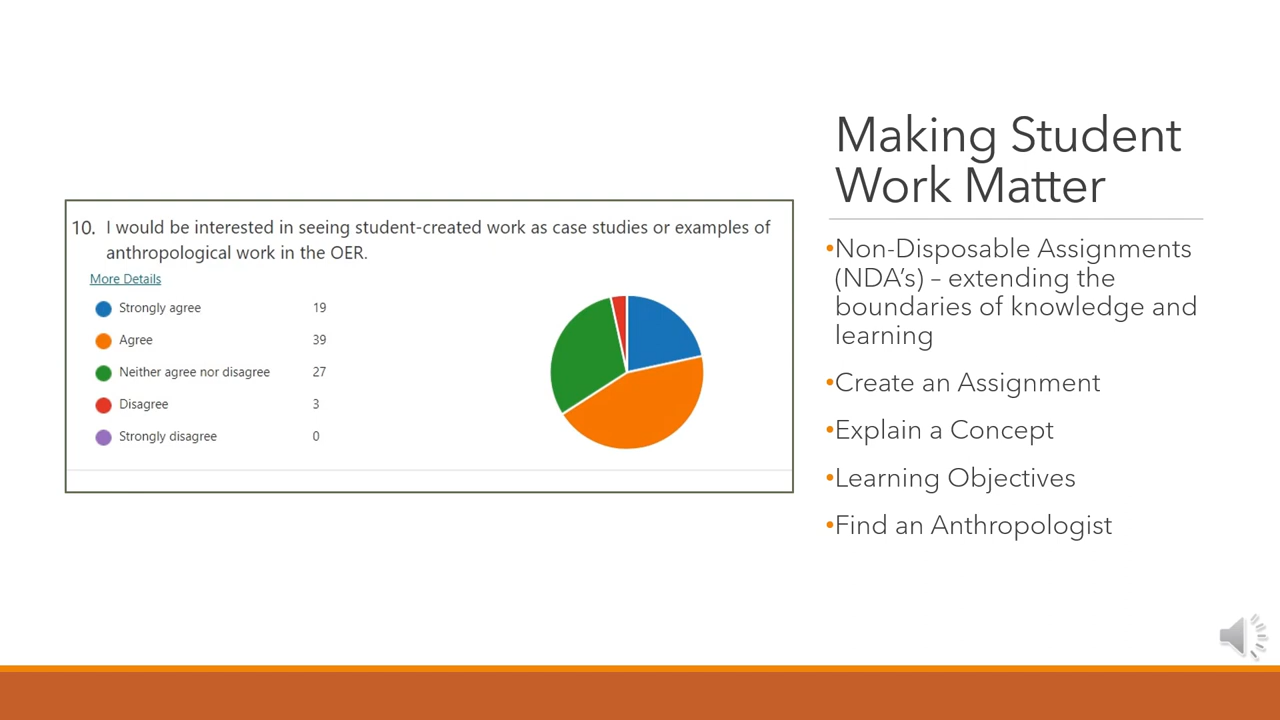 Making Student
Work Matter
10. I would be interested in seeing student-created work as case studies or examples of
anthropological work in the OER.
More Details
Strongly agree 19
Agree 39
Neither agree nor disagree 27
Disagree 3
Strongly disagree 0
•Non-Disposable Assignments
(NDA's) – extending the
boundaries of knowledge and
learning
•Create an Assignment
•Explain a Concept
•Learning Objectives
•Find an Anthropologist